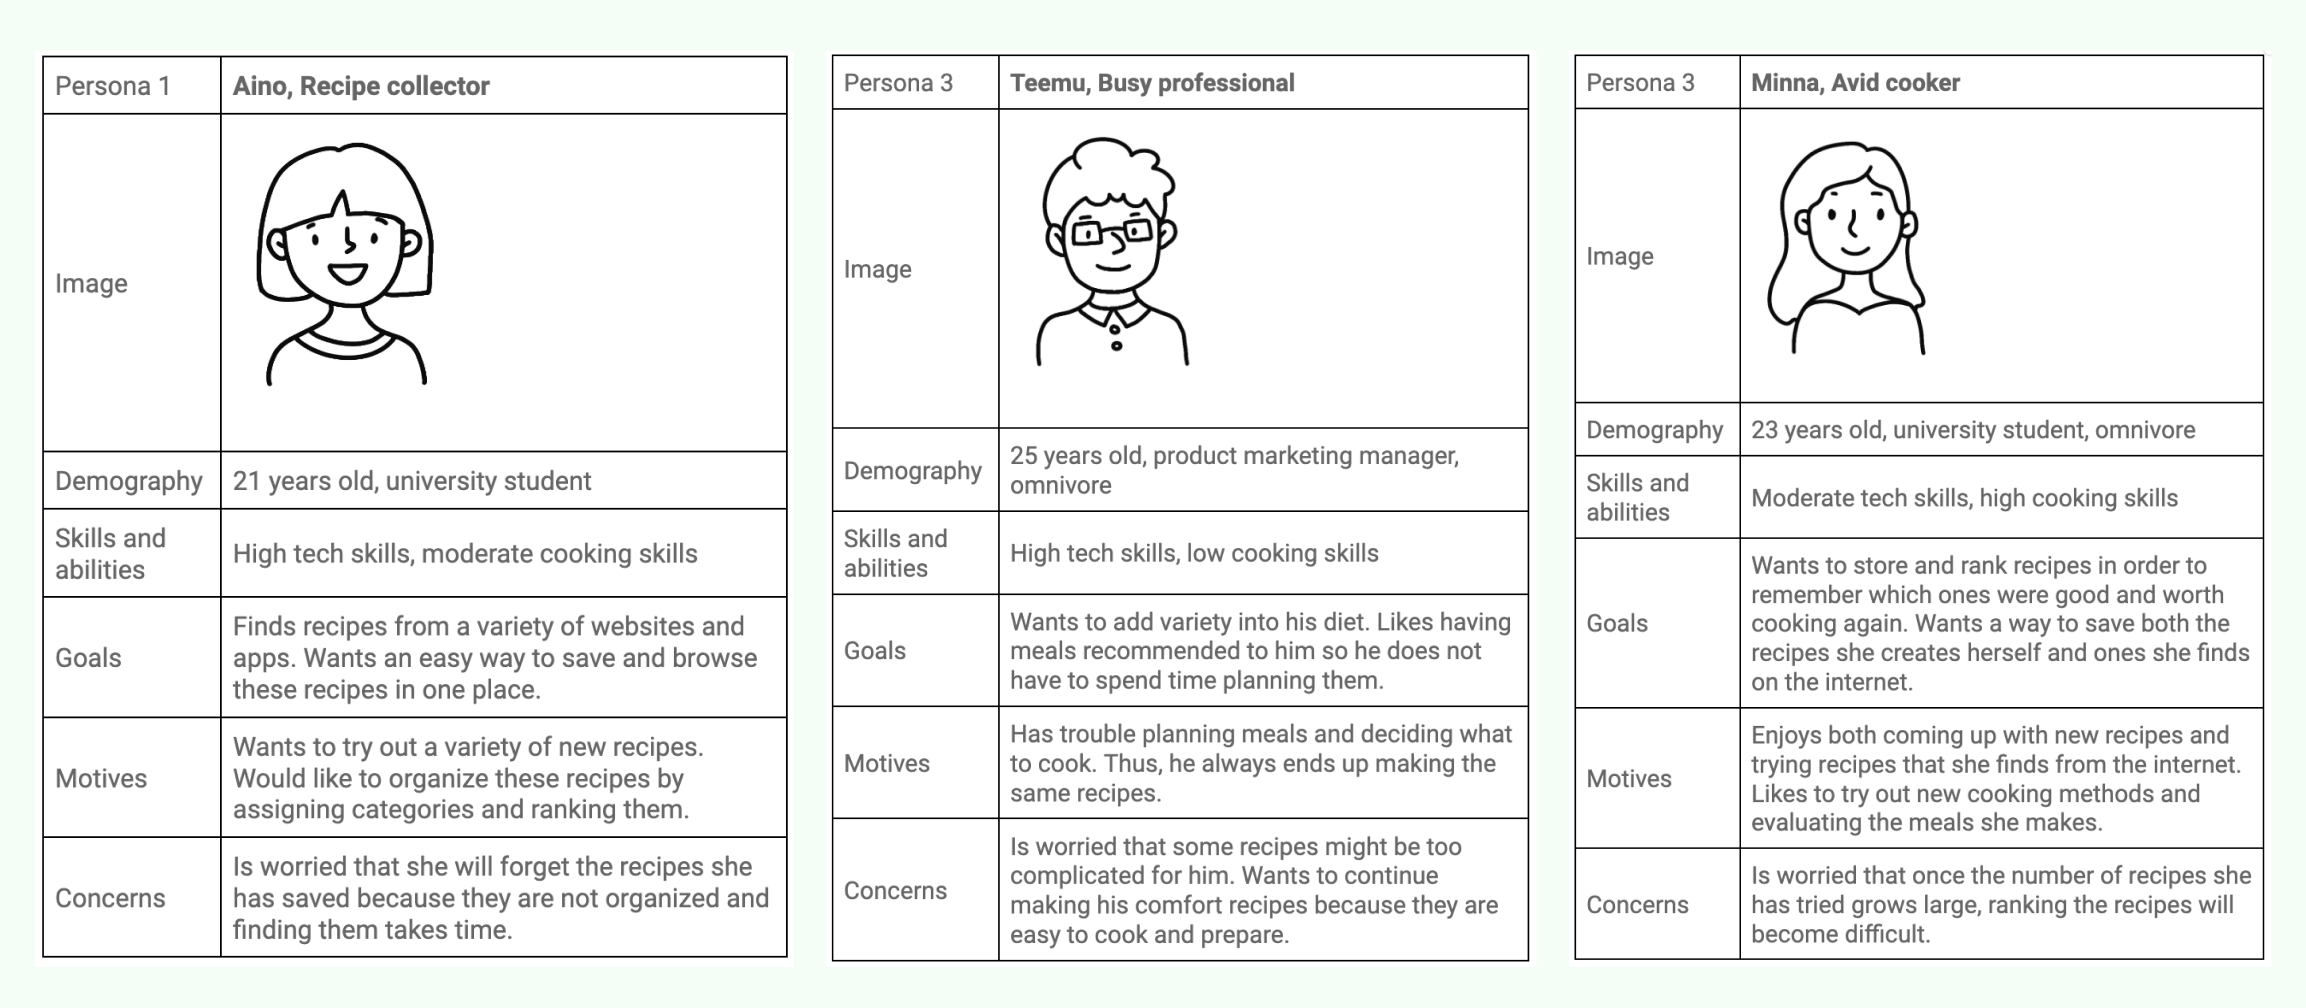 Persona 1
Aino, Recipe collector
Image
Demography
21 years old, university student
Skills and
abilities
High tech skills, moderate cooking skills
Goals
Finds recipes from a variety of websites and
apps. Wants an easy way to save and browse
these recipes in one place.
Motives
Wants to try out a variety of new recipes.
Would like to organize these recipes by
assigning categories and ranking them.
Concerns
Is worried that she will forget the recipes she
has saved because they are not organized and
finding them takes time.
Persona 3
Teemu, Busy professional
Image
Demography
25 years old, product marketing manager,
omnivore
Skills and
abilities
High tech skills, low cooking skills
Goals
Wants to add variety into his diet. Likes having
meals recommended to him so he does not
have to spend time planning them.
Motives
Has trouble planning meals and deciding what
to cook. Thus, he always ends up making the
same recipes.
Concerns
Is worried that some recipes might be too
complicated for him. Wants to continue
making his comfort recipes because they are
easy to cook and prepare.
Persona 3
Minna, Avid cooker
Image
Demography
23 years old, university student, omnivore
Skills and
abilities
Moderate tech skills, high cooking skills
Goals
Wants to store and rank recipes in order to
remember which ones were good and worth
cooking again. Wants a way to save both the
recipes she creates herself and ones she finds
on the internet.
Motives
Enjoys both coming up with new recipes and
trying recipes that she finds from the internet.
Likes to try out new cooking methods and
evaluating the meals she makes.
Concerns
Is worried that once the number of recipes she
has tried grows large, ranking the recipes will
become difficult.